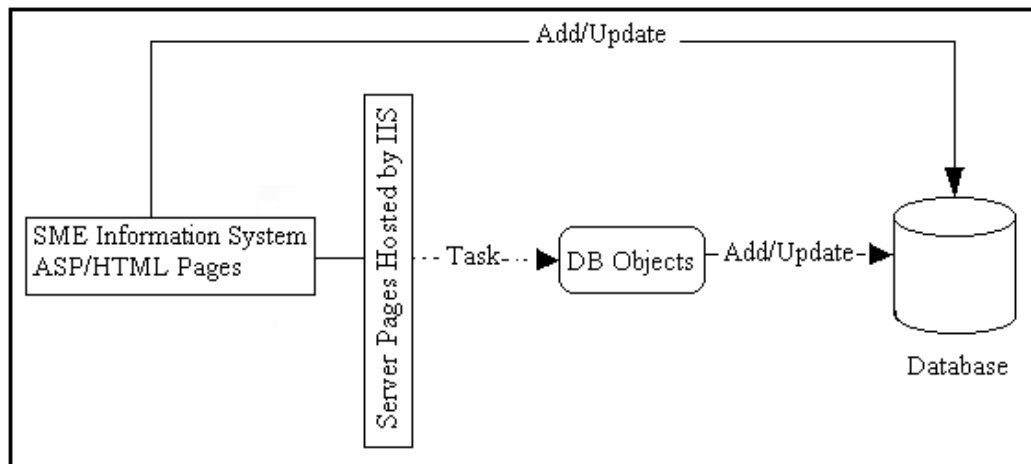 Add/Update
SME Information System
ASP/HTML Pages
Server Pages Hosted by IIS
Task
DB Objects
Add/Update
Database